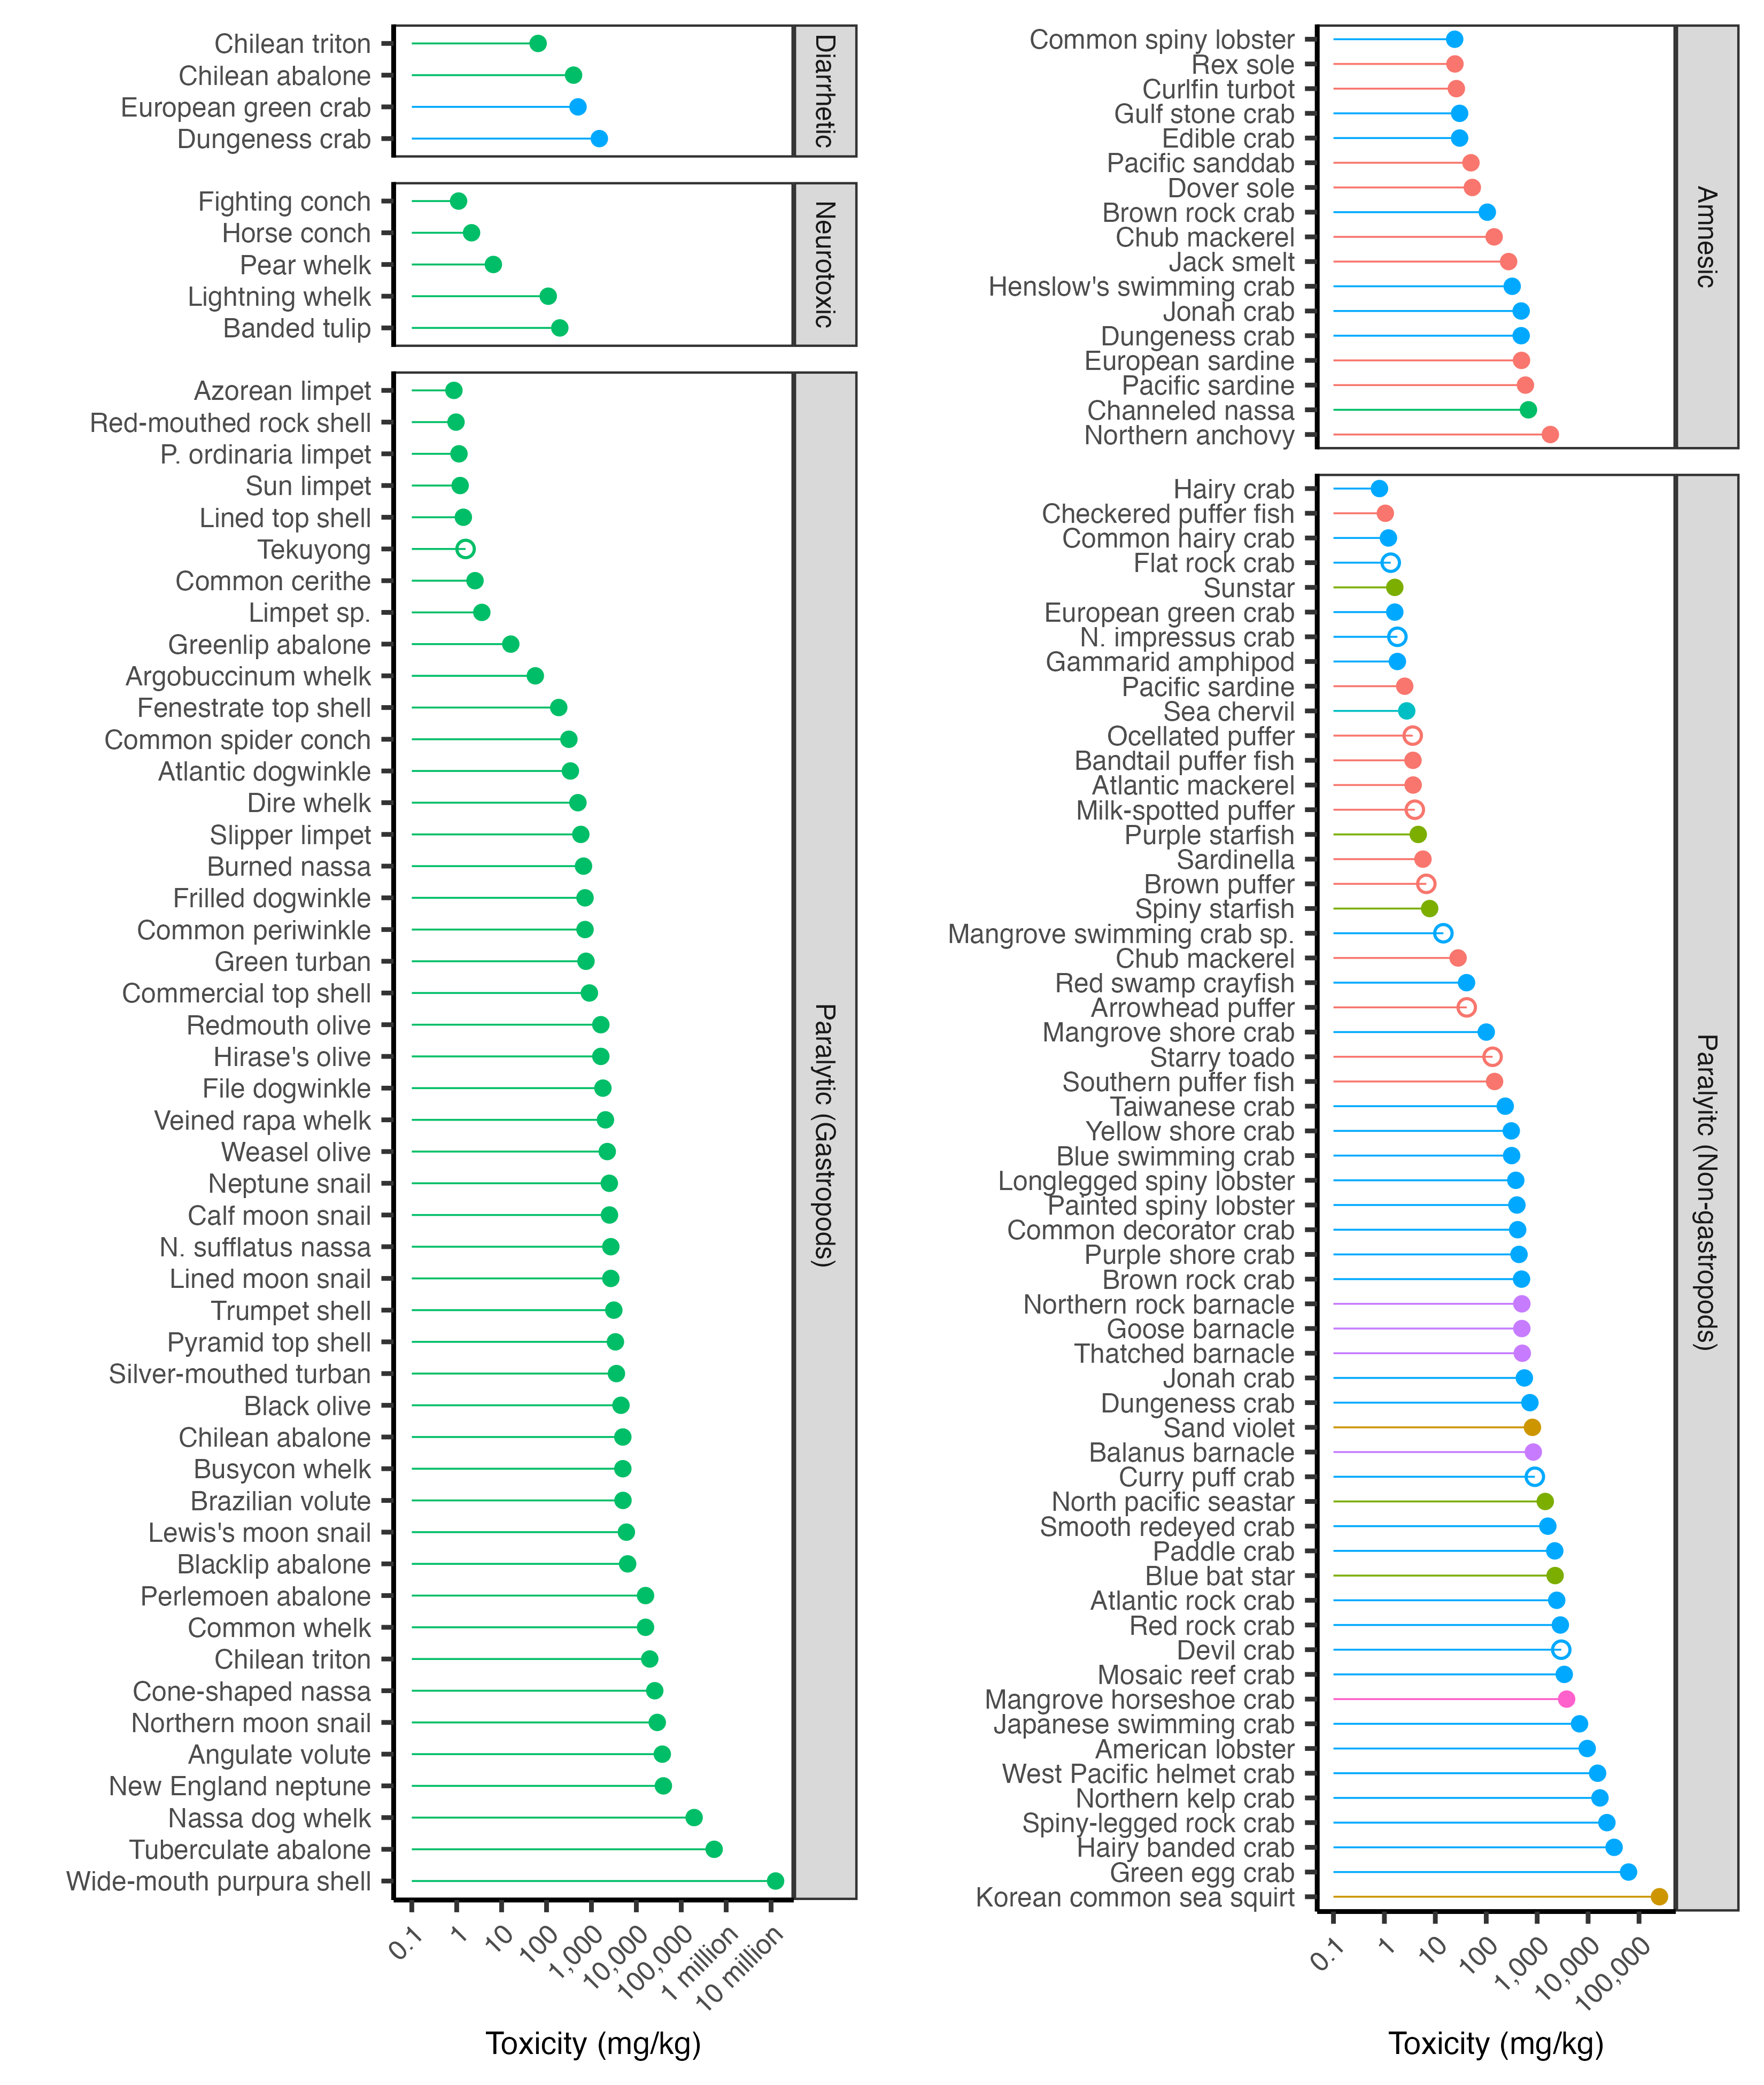 Chilean triton
Chilean abalone
European green crab
Dungeness crab
Diarrhetic
Fighting conch
Horse conch
Pear whelk
Lightning whelk
Banded tulip
Neurotoxic
Azorean limpet
Red-mouthed rock shell
P. ordinaria limpet
Sun limpet
Lined top shell
Tekuyong
Common cerithe
Limpet sp.
Greenlip abalone
Argobuccinum whelk
Fenestrate top shell
Common spider conch
Atlantic dogwinkle
Dire whelk
Slipper limpet
Burned nassa
Frilled dogwinkle
Common periwinkle
Green turban
Commercial top shell
Redmouth olive
Hirase's olive
File dogwinkle
Veined rapa whelk
Weasel olive
Neptune snail
Calf moon snail
N. sufflatus nassa
Lined moon snail
Trumpet shell
Pyramid top shell
Silver-mouthed turban
Black olive
Chilean abalone
Busycon whelk
Brazilian volute
Lewis's moon snail
Blacklip abalone
Perlemoen abalone
Common whelk
Chilean triton
Cone-shaped nassa
Northern moon snail
Angulate volute
New England neptune
Nassa dog whelk
Tuberculate abalone
Wide-mouth purpura shell
Paralytic (Gastropods)
0.1
1
10
100
1,000
10,000
100,000
1 million
10 million
Toxicity (mg/kg)
Common spiny lobster
Rex sole
Curlfin turbot
Gulf stone crab
Edible crab
Pacific sanddab
Dover sole
Brown rock crab
Chub mackerel
Jack smelt
Henslow's swimming crab
Jonah crab
Dungeness crab
European sardine
Pacific sardine
Channeled nassa
Northern anchovy
Amnesic
Hairy crab
Checkered puffer fish
Common hairy crab
Flat rock crab
Sunstar
European green crab
N. impressus crab
Gammarid amphipod
Pacific sardine
Sea chervil
Ocellated puffer
Bandtail puffer fish
Atlantic mackerel
Milk-spotted puffer
Purple starfish
Sardinella
Brown puffer
Spiny starfish
Mangrove swimming crab sp.
Chub mackerel
Red swamp crayfish
Arrowhead puffer
Mangrove shore crab
Starry toado
Southern puffer fish
Taiwanese crab
Yellow shore crab
Blue swimming crab
Longlegged spiny lobster
Painted spiny lobster
Common decorator crab
Purple shore crab
Brown rock crab
Northern rock barnacle
Goose barnacle
Thatched barnacle
Jonah crab
Dungeness crab
Sand violet
Balanus barnacle
Curry puff crab
North pacific seastar
Smooth redeyed crab
Paddle crab
Blue bat star
Atlantic rock crab
Red rock crab
Devil crab
Mosaic reef crab
Mangrove horseshoe crab
Japanese swimming crab
American lobster
West Pacific helmet crab
Northern kelp crab
Spiny-legged rock crab
Hairy banded crab
Green egg crab
Korean common sea squirt
Paralyitc (Non-gastropods)
0.1
1
10
100
1,000
10,000
100,000
Toxicity (mg/kg)